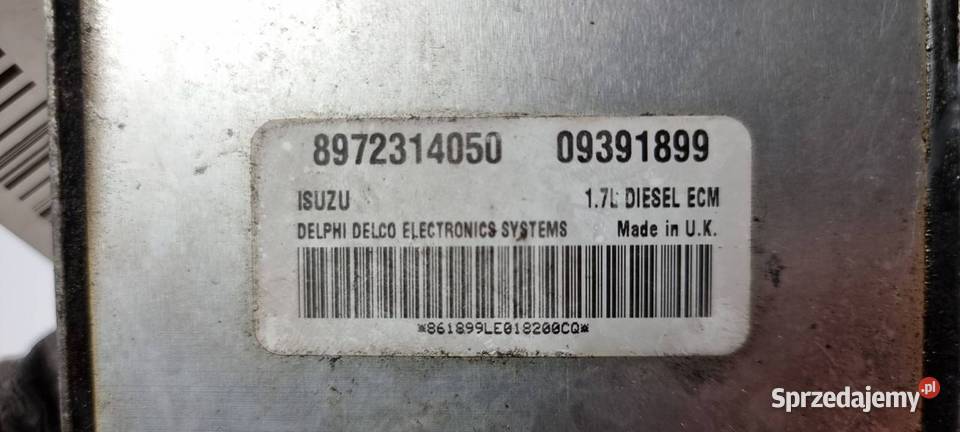 8972314050 09391899
ISUZU 1.7L DIESEL ECM
DELPHI DELCO ELECTRONICS SYSTEMS Made in U.K.
*861899LE018200CQ*
Sprzedajemy.pl